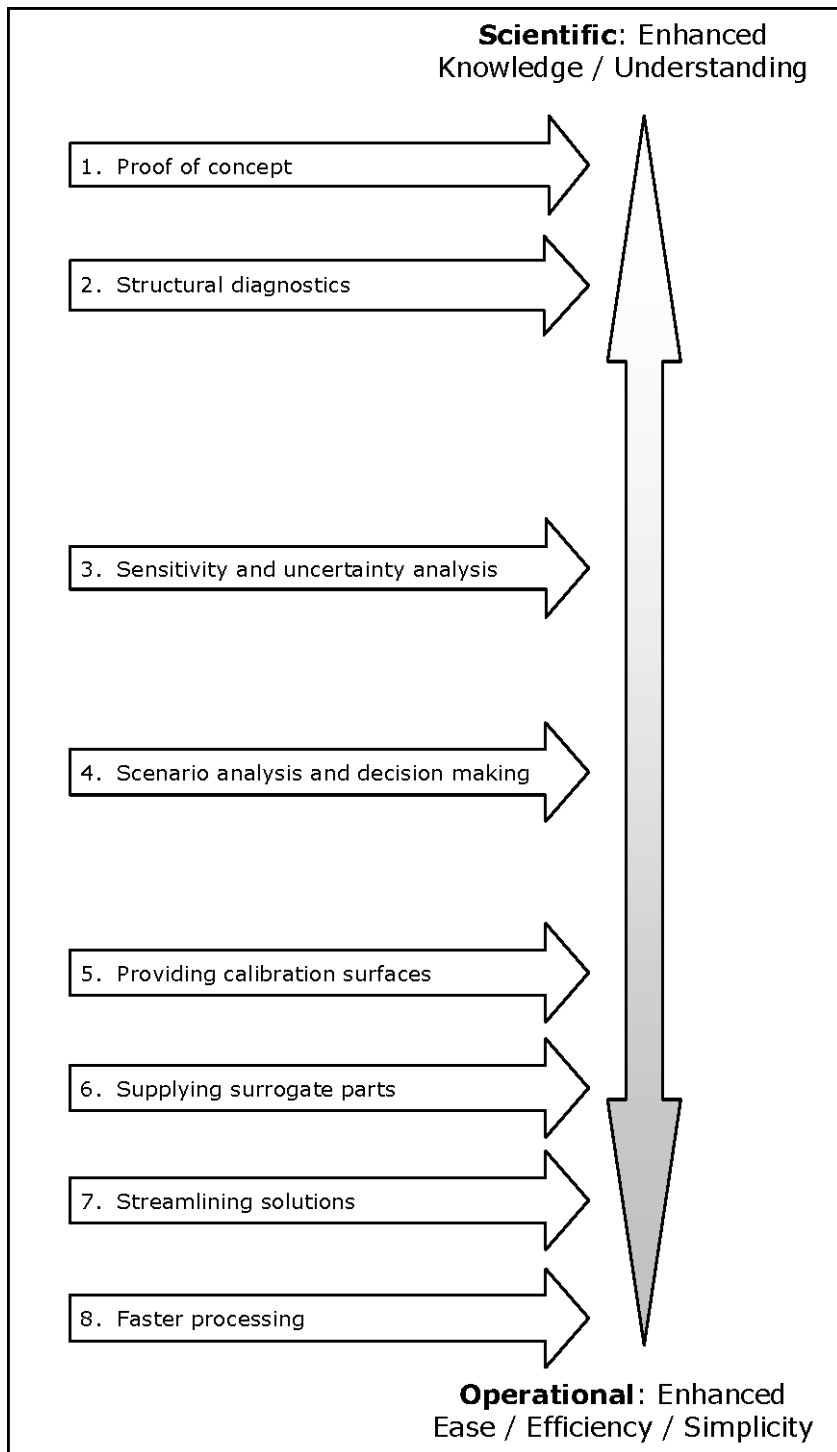 Scientific: Enhanced
Knowledge / Understanding
1. Proof of concept
2. Structural diagnostics
3. Sensitivity and uncertainty analysis
4. Scenario analysis and decision making
5. Providing calibration surfaces
6. Supplying surrogate parts
7. Streamlining solutions
8. Faster processing
Operational: Enhanced
Ease / Efficiency / Simplicity